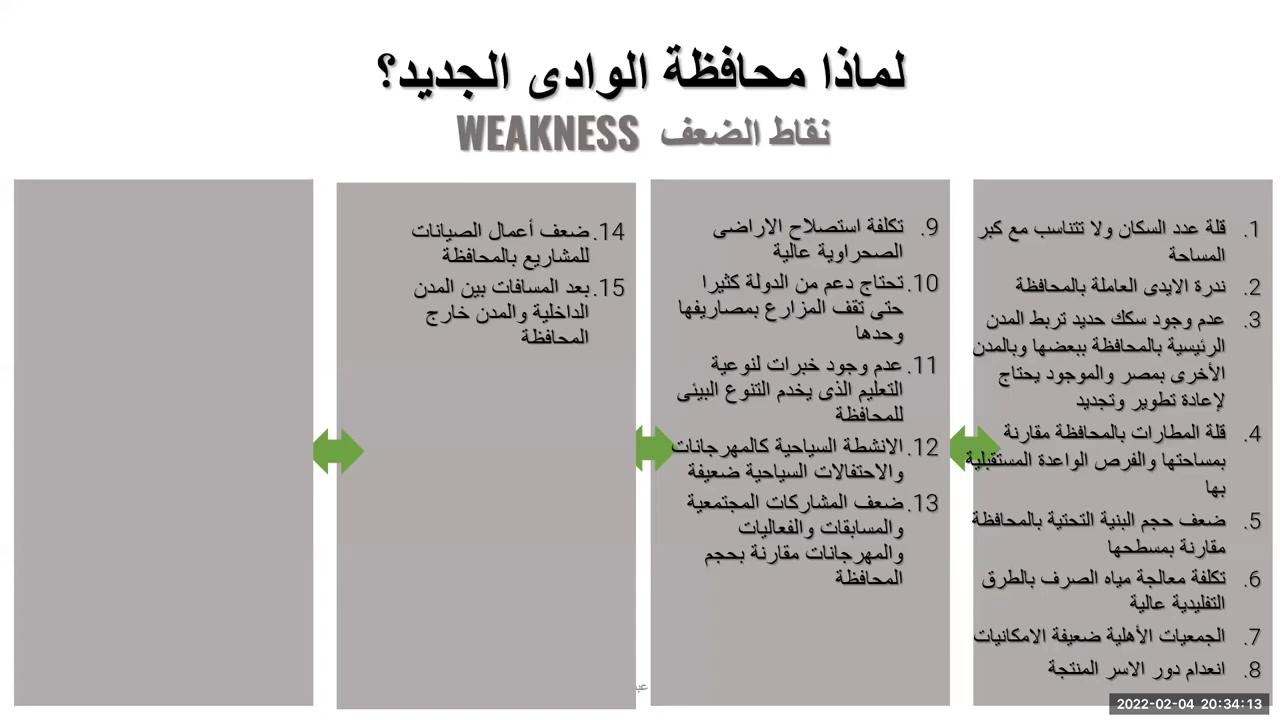 لماذا محافظة الوادى الجديد؟
نقاط الضعف WEAKNESS
1. قلة عدد السكان ولا تتناسب مع كبر
المساحة
2. ندرة الايدى العاملة بالمحافظة
3. عدم وجود سكك حديد تربط المدن
الرئيسية بالمحافظة ببعضها وبالمدن
الأخرى بمصر والموجود يحتاج
لإعادة تطوير وتجديد
4. قلة المطارات بالمحافظة مقارنة
بمساحتها والفرص الواعدة المستقبلية
بها
5. ضعف حجم البنية التحتية بالمحافظة
مقارنة بمسطحها
6. تكلفة معالجة مياه الصرف بالطرق
التفليدية عالية
7. الجمعيات الأهلية ضعيفة الامكانيات
8. انعدام دور الاسر المنتجة
9. تكلفة استصلاح الاراضى
الصحراوية عالية
10. تحتاج دعم من الدولة كثيرا
حتى تقف المزارع بمصاريفها
وحدها
11. عدم وجود خبرات لنوعية
التعليم الذى يخدم التنوع البيئى
للمحافظة
12. الانشطة السياحية كالمهرجانات
والاحتفالات السياحية ضعيفة
13. ضعف المشاركات المجتمعية
والمسابقات والفعاليات
والمهرجانات مقارنة بحجم
المحافظة
14. ضعف أعمال الصيانات
للمشاريع بالمحافظة
15. بعد المسافات بين المدن
الداخلية والمدن خارج
المحافظة
2022-02-04 20:34:13